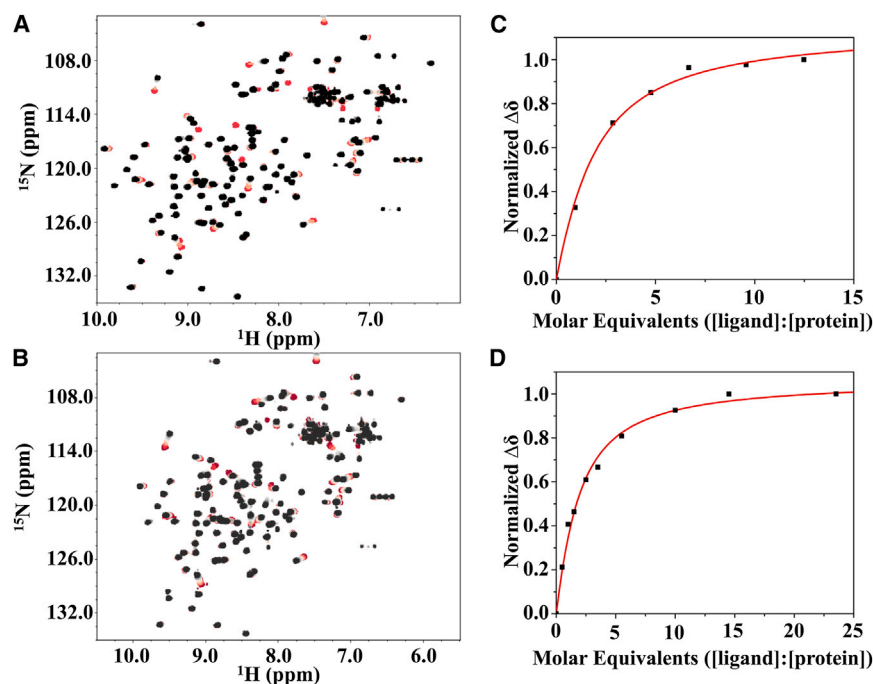 A
108.0
114.0
120.0
126.0
132.0
15N (ppm)
10.0 9.0 8.0 7.0
1H (ppm)
B
108.0
114.0
120.0
126.0
132.0
15N (ppm)
10.0 9.0 8.0 7.0 6.0
1H (ppm)
C
1.0
0.8
0.6
0.4
0.2
0.0
Normalized Δδ
0 5 10 15
Molar Equivalents ([ligand]:[protein])
D
1.0
0.8
0.6
0.4
0.2
0.0
Normalized Δδ
0 5 10 15 20 25
Molar Equivalents ([ligand]:[protein])